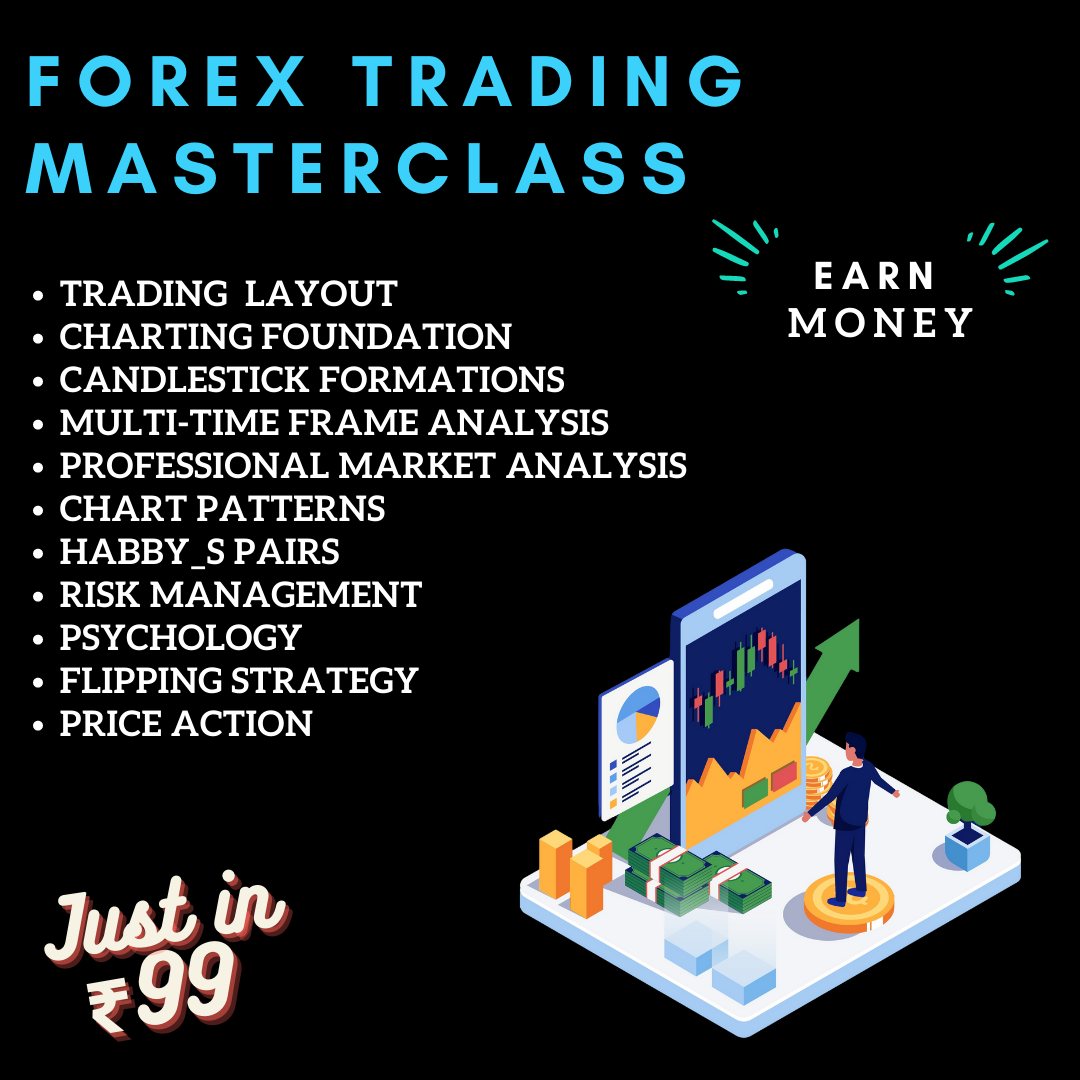 FOREX TRADING
MASTERCLASS
EARN
MONEY
• TRADING LAYOUT
• CHARTING FOUNDATION
• CANDLESTICK FORMATIONS
• MULTI-TIME FRAME ANALYSIS
• PROFESSIONAL MARKET ANALYSIS
• CHART PATTERNS
• HABBY_S PAIRS
• RISK MANAGEMENT
• PSYCHOLOGY
• FLIPPING STRATEGY
• PRICE ACTION
Just in
₹99